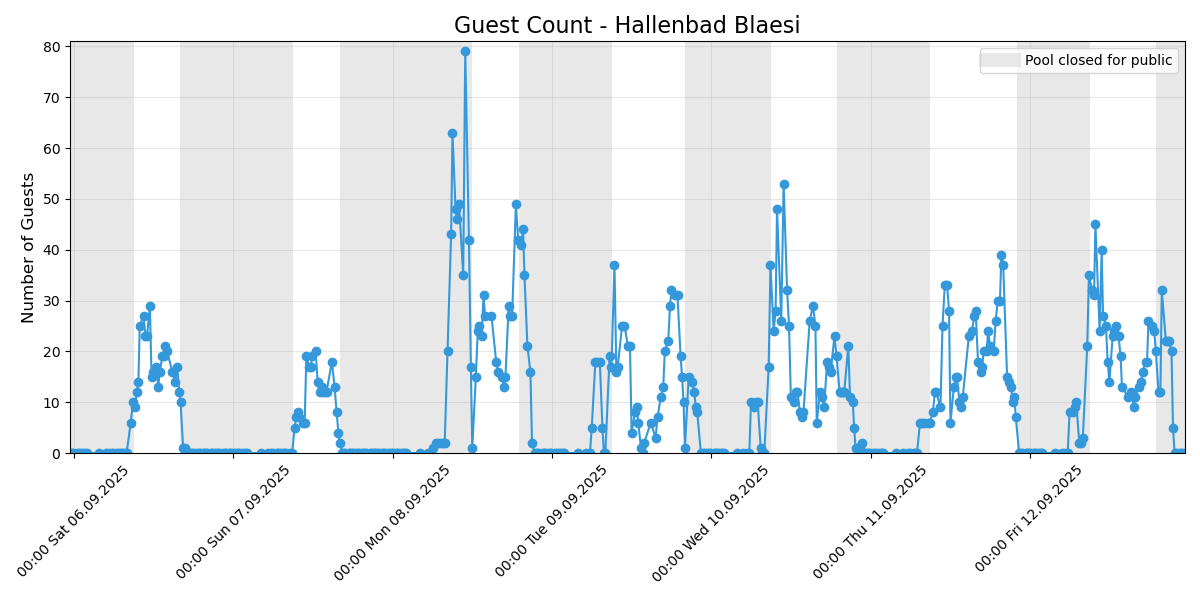 Guest Count - Hallenbad Blaesi
Pool closed for public
Number of Guests
80
70
60
50
40
30
20
10
0
00:00 Sat 06.09.2025
00:00 Sun 07.09.2025
00:00 Mon 08.09.2025
00:00 Tue 09.09.2025
00:00 Wed 10.09.2025
00:00 Thu 11.09.2025
00:00 Fri 12.09.2025